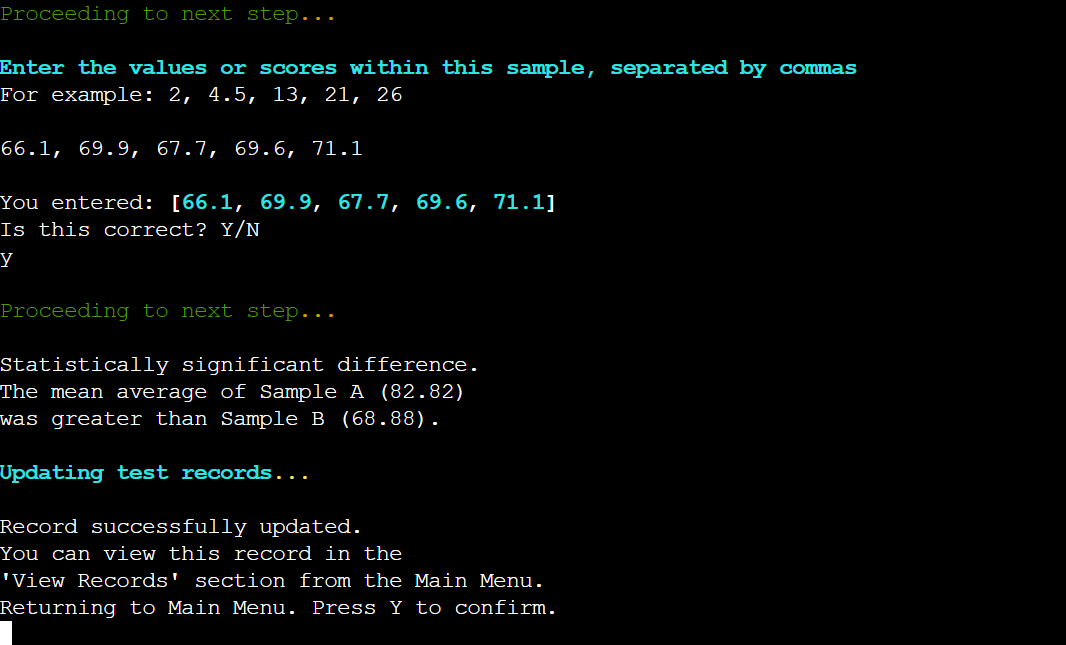 Proceeding to next step...
Enter the values or scores within this sample, separated by commas
For example: 2, 4.5, 13, 21, 26
66.1, 69.9, 67.7, 69.6, 71.1
You entered: [66.1, 69.9, 67.7, 69.6, 71.1]
Is this correct? Y/N
y
Proceeding to next step...
Statistically significant difference.
The mean average of Sample A (82.82)
was greater than Sample B (68.88).
Updating test records...
Record successfully updated.
You can view this record in the
'View Records' section from the Main Menu.
Returning to Main Menu. Press Y to confirm.